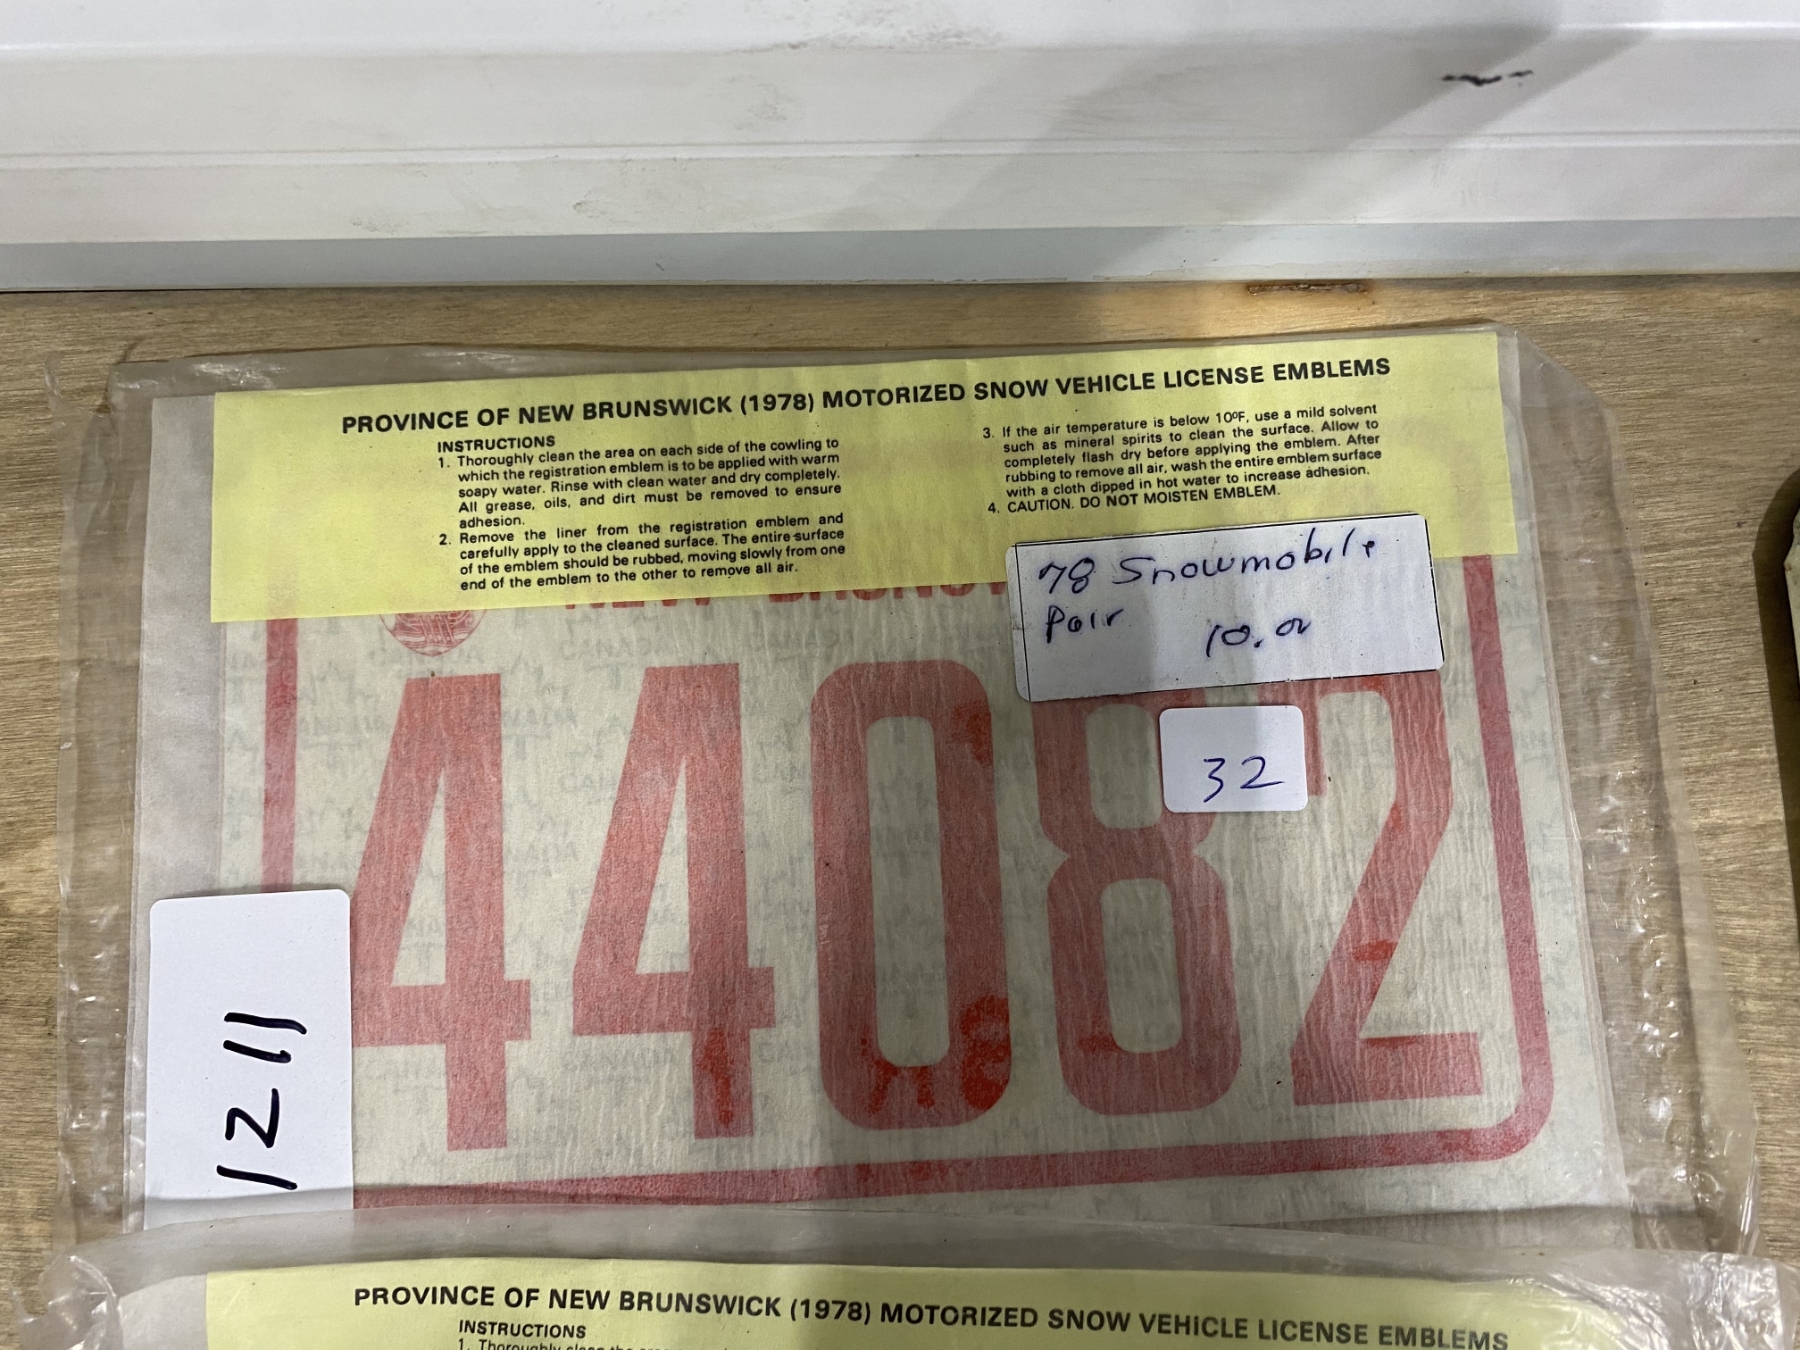 PROVINCE OF NEW BRUNSWICK (1978) MOTORIZED SNOW VEHICLE LICENSE EMBLEMS
INSTRUCTIONS
1. Thoroughly clean the area on each side of the cowling to
which the registration emblem is to be applied with warm
soapy water. Rinse with clean water and dry completely.
All grease, oils, and dirt must be removed to ensure
adhesion.
2. Remove the liner from the registration emblem and
carefully apply to the cleaned surface. The entire surface
of the emblem should be rubbed, moving slowly from one
end of the emblem to the other to remove all air.
3. If the air temperature is below 10ºF, use a mild solvent
such as mineral spirits to clean the surface. Allow to
completely flash dry before applying the emblem. After
rubbing to remove all air, wash the entire emblem surface
with a cloth dipped in hot water to increase adhesion.
4. CAUTION. DO NOT MOISTEN EMBLEM.
78 Snowmobile
Pair 10.00
NEW BRUNSW
44082
32
1211
PROVINCE OF NEW BRUNSWICK (1978) MOTORIZED SNOW VEHICLE LICENSE EMBLEMS
INSTRUCTIONS
1. Thoroughly clean the area